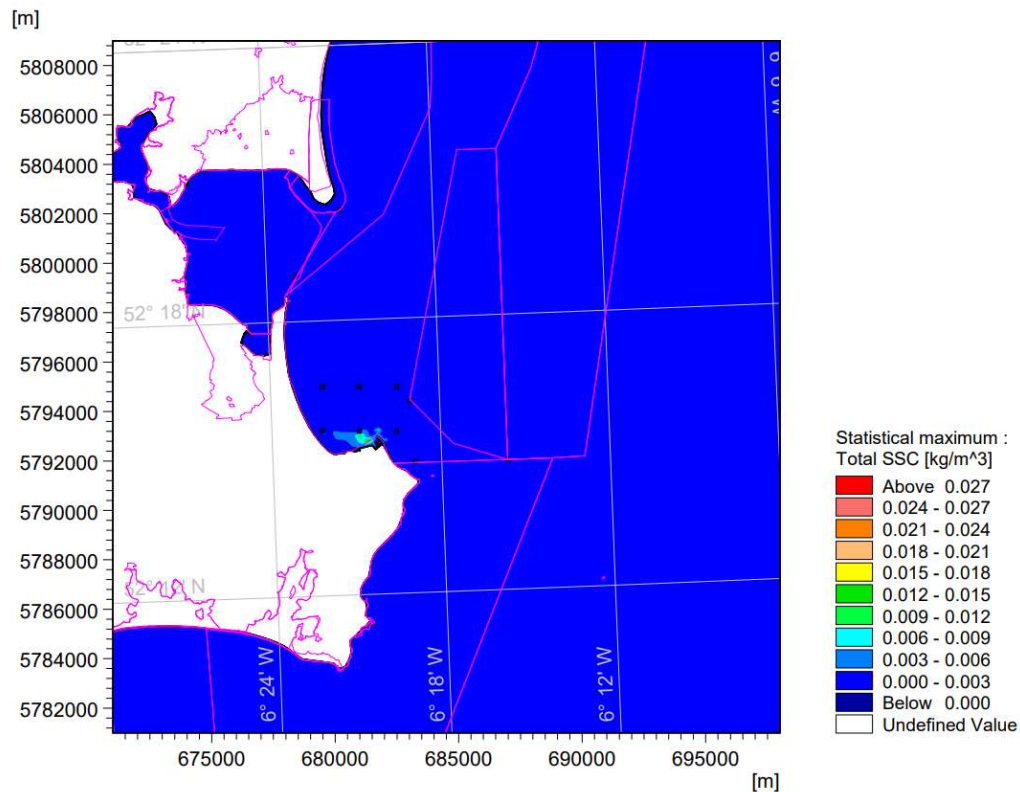 [m]
5808000
5806000
5804000
5802000
5800000
5798000
5796000
5794000
5792000
5790000
5788000
5786000
5784000
5782000
52° 18' N
6° 24' W
6° 18' W
6° 12' W
675000
680000
685000
690000
695000
[m]
Statistical maximum :
Total SSC [kg/m^3]
Above 0.027
0.024 - 0.027
0.021 - 0.024
0.018 - 0.021
0.015 - 0.018
0.012 - 0.015
0.009 - 0.012
0.006 - 0.009
0.003 - 0.006
0.000 - 0.003
Below 0.000
Undefined Value